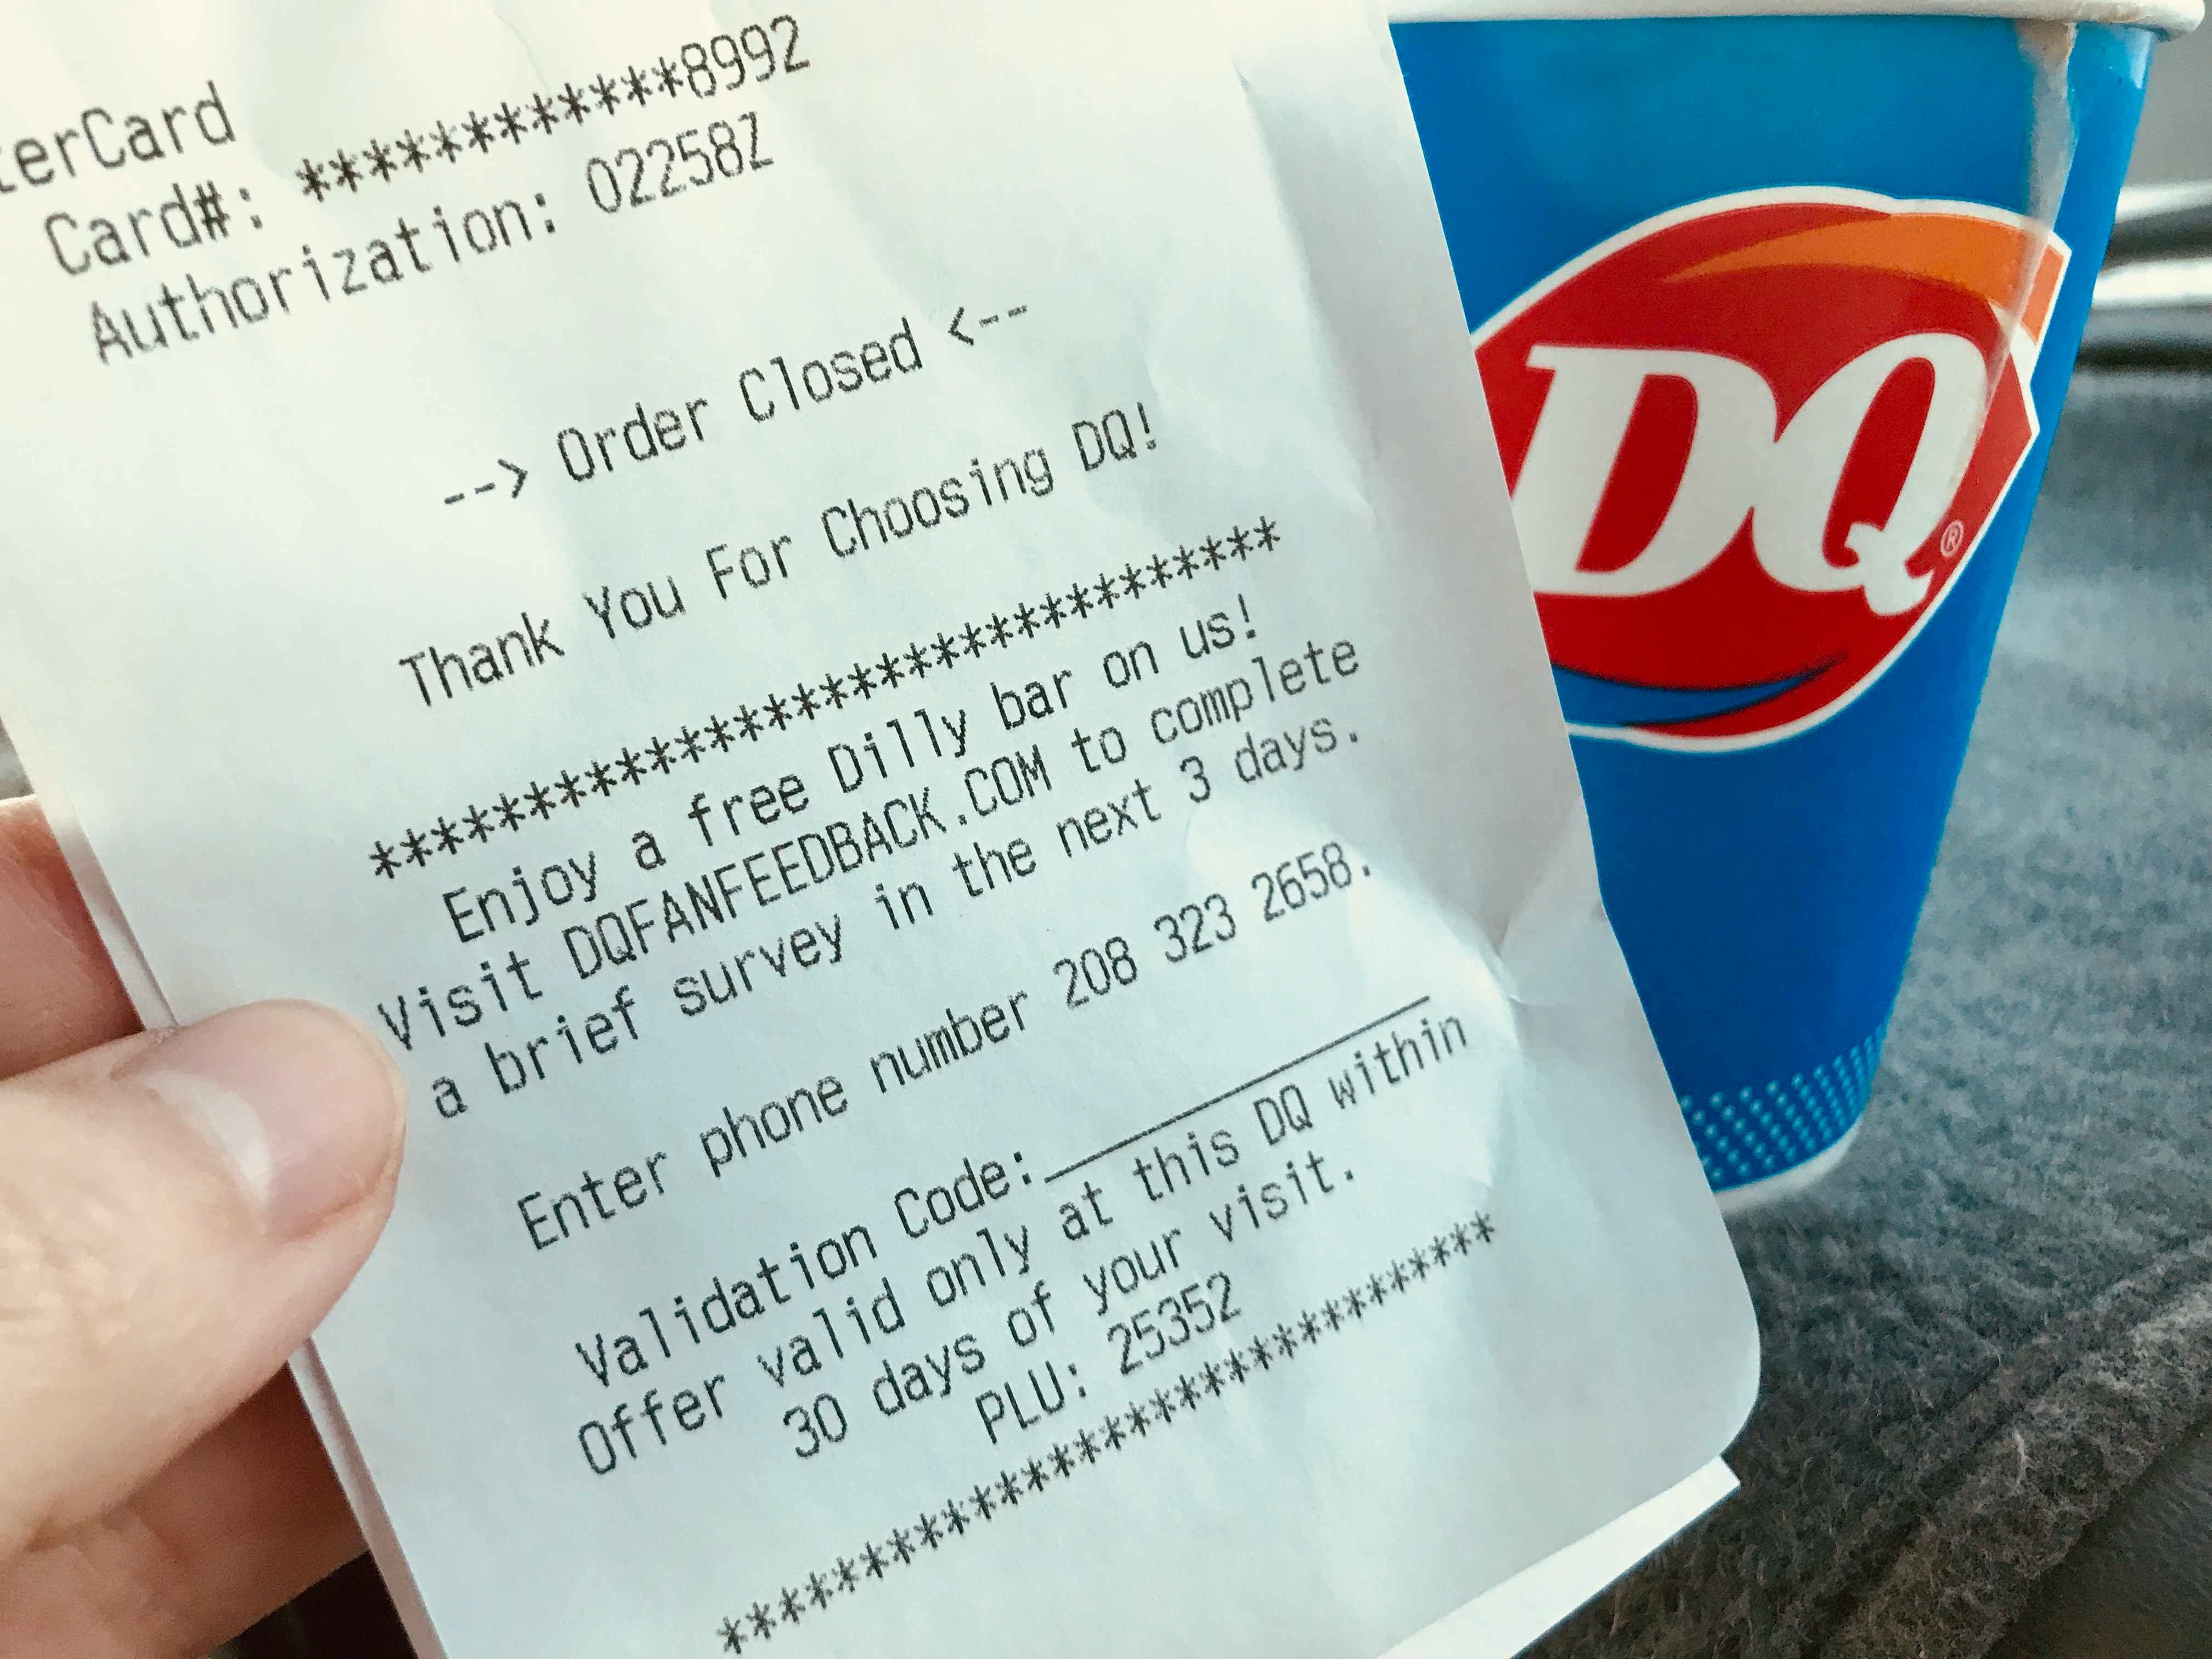 terCard
Card#: ************8992
Authorization: 02258Z
--> Order Closed <--
Thank You For Choosing DQ!
*********************************
Enjoy a free Dilly bar on us!
Visit DQFANFEEDBACK.COM to complete
a brief survey in the next 3 days.
Enter phone number 208 323 2658.
Validation Code:____________
Offer valid only at this DQ within
30 days of your visit.
PLU: 25352
*********************************
DQ®